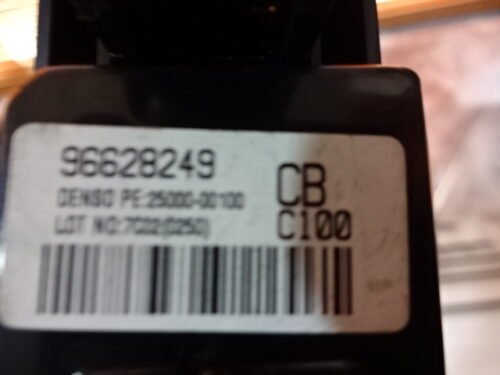 96628249
CB
DENSO PE:25000-00100
C100
LOT NO:7C02(0250)